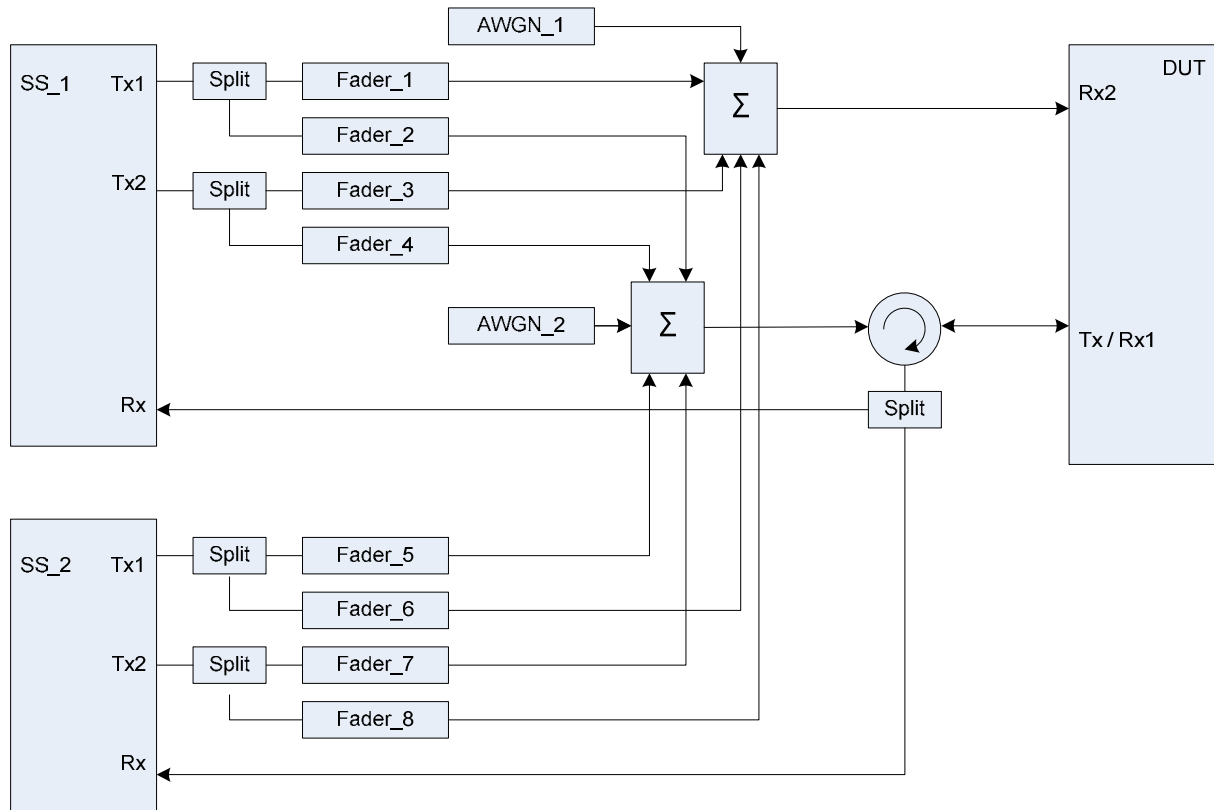 AWGN_1
SS_1
Tx1
Split
Fader_1
Σ
DUT
Rx2
Fader_2
Tx2
Split
Fader_3
Fader_4
AWGN_2
Σ
Tx / Rx1
Rx
Split
SS_2
Tx1
Split
Fader_5
Fader_6
Tx2
Split
Fader_7
Fader_8
Rx